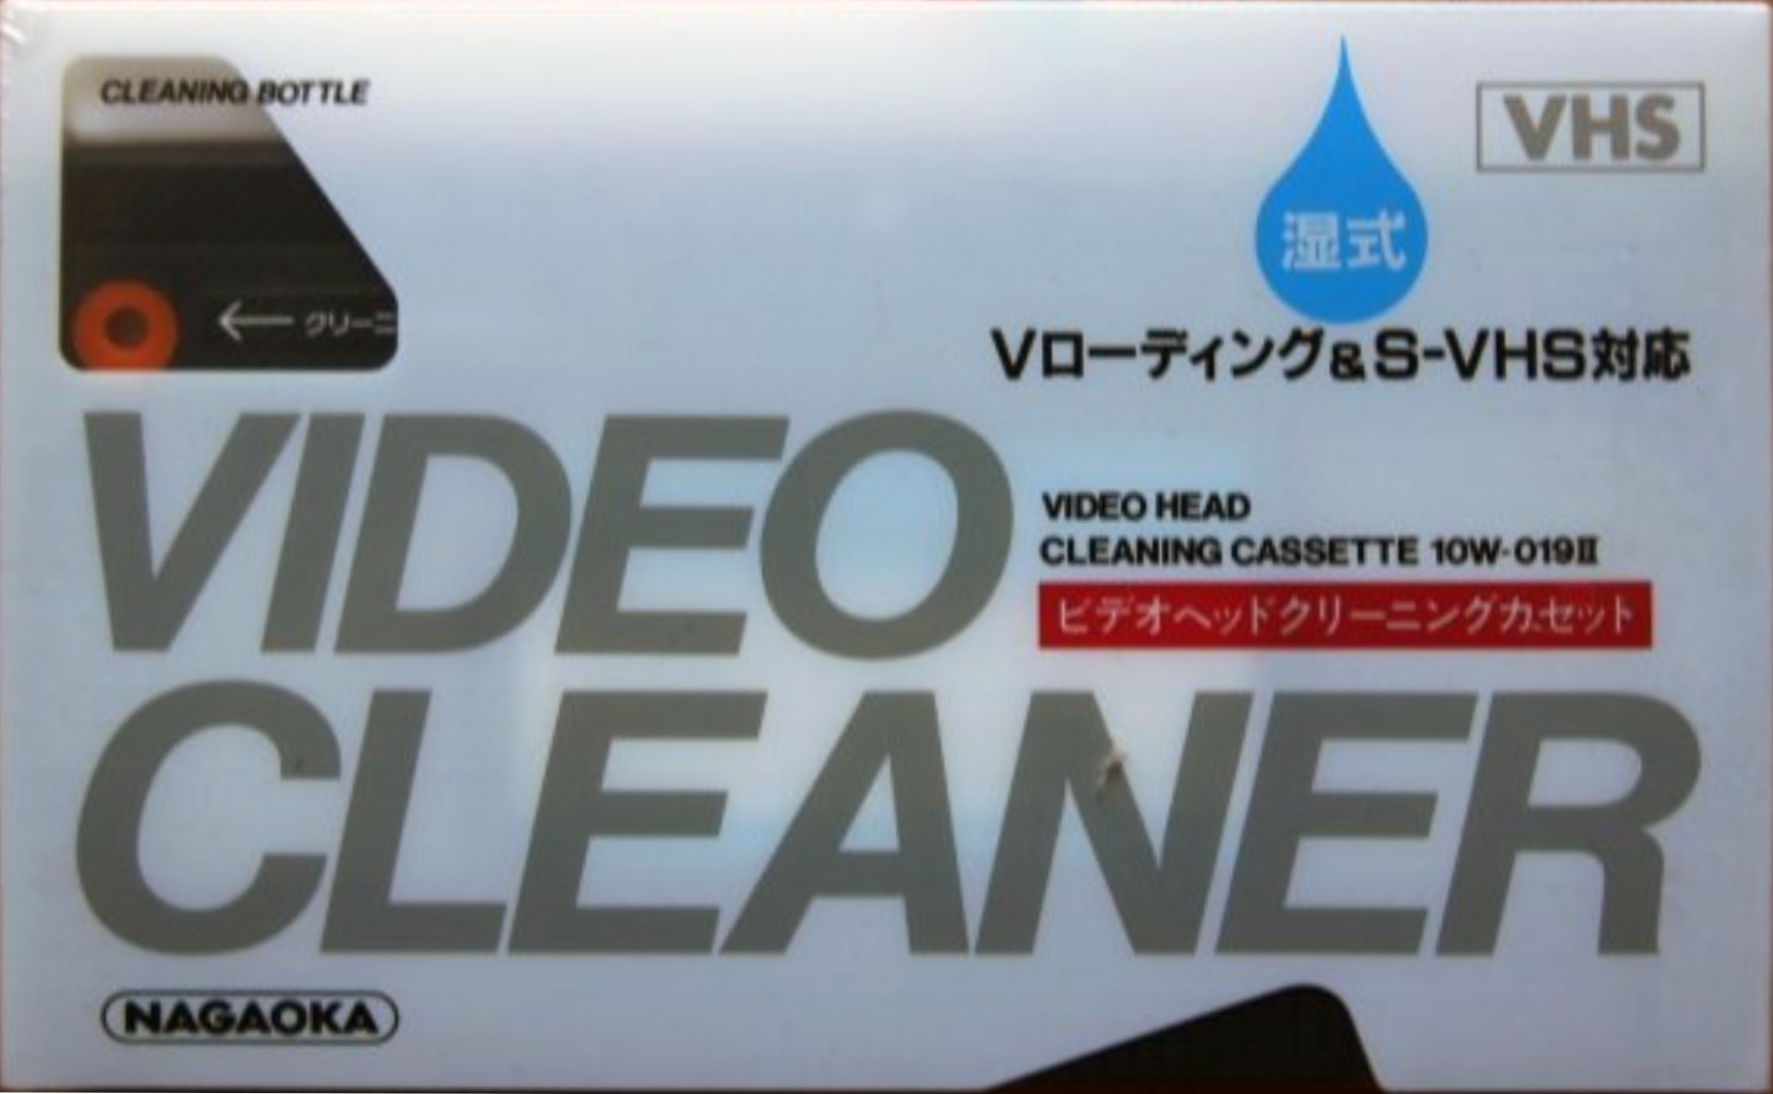 CLEANING BOTTLE
VHS
湿式
←クリーニ
Vローディング&S-VHS対応
VIDEO
VIDEO HEAD
CLEANING CASSETTE 10W-019II
ビデオヘッドクリーニングカセット
CLEANER
NAGAOKA